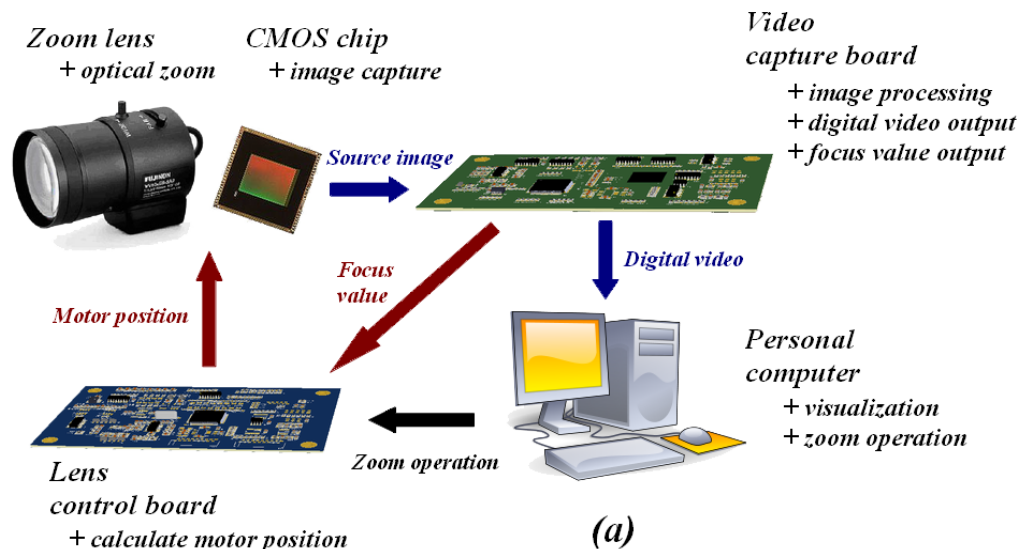 Zoom lens
+ optical zoom
CMOS chip
+ image capture
Video
capture board
+ image processing
+ digital video output
+ focus value output
Source image
FUJINON
Focus
value
Digital video
Motor position
Personal
computer
+ visualization
+ zoom operation
Zoom operation
Lens
control board
+ calculate motor position
(a)